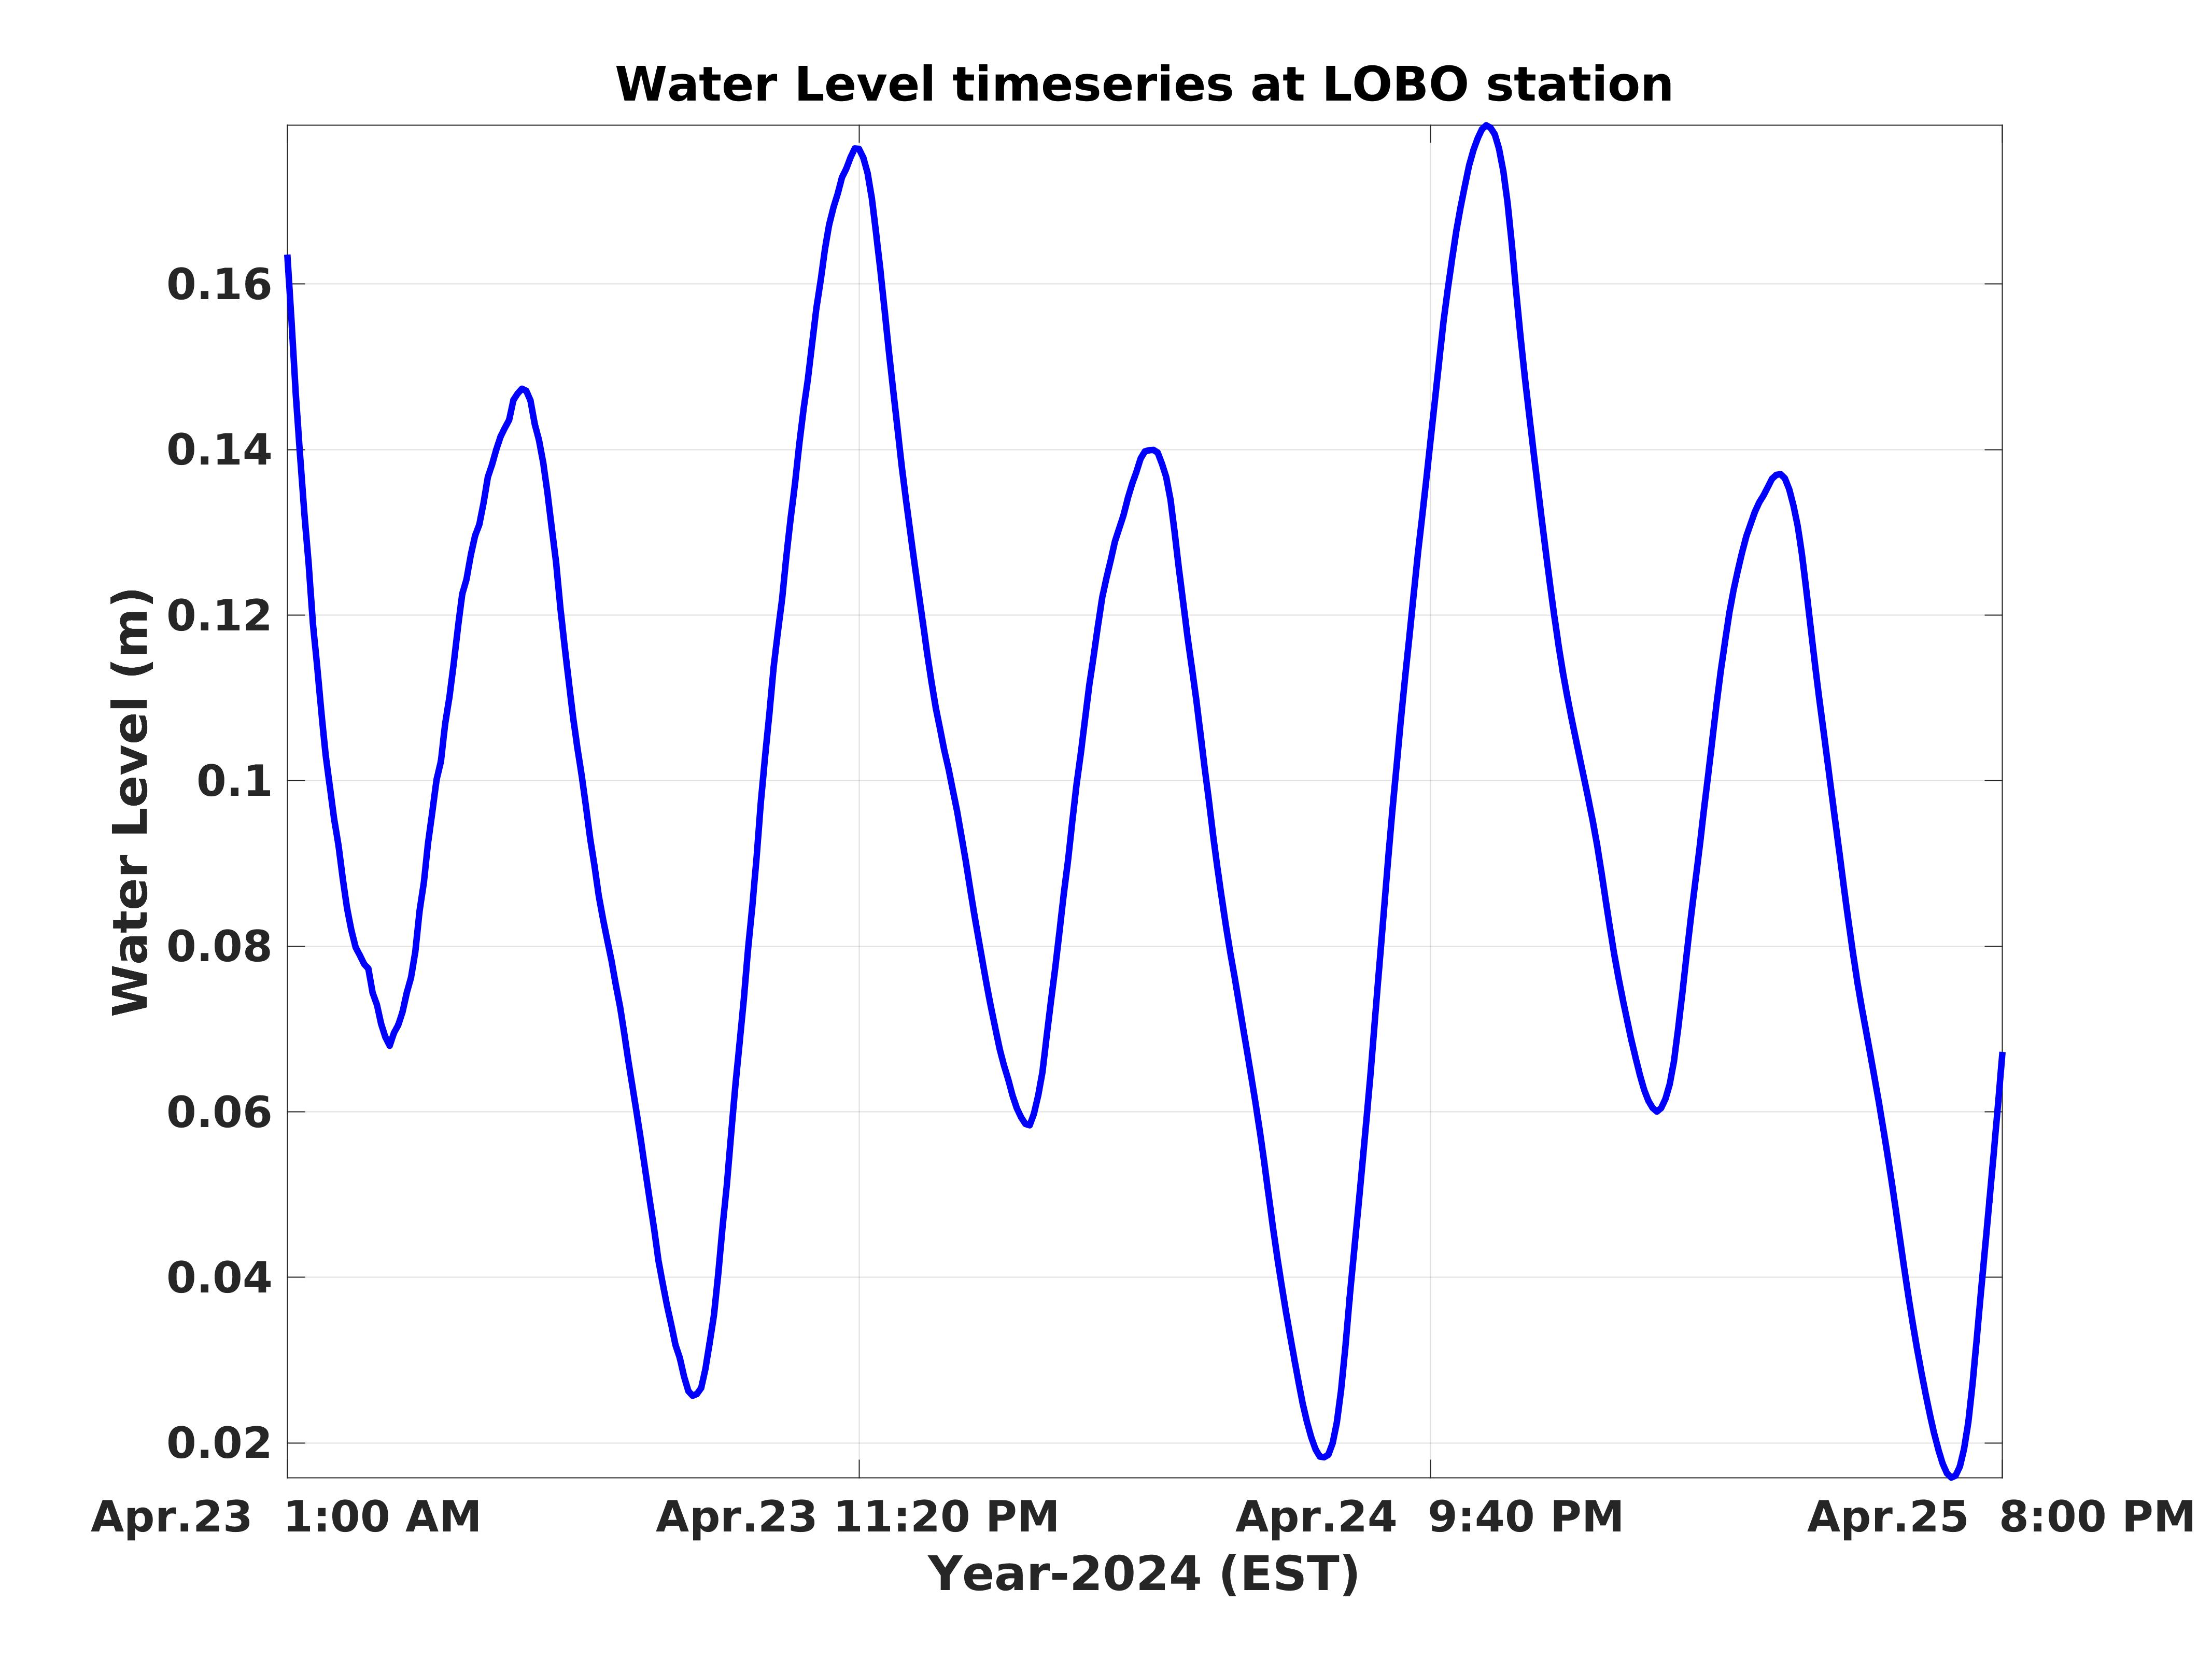 Water Level timeseries at LOBO station
Water Level (m)
0.16
0.14
0.12
0.1
0.08
0.06
0.04
0.02
Apr.23  1:00 AM
Apr.23 11:20 PM
Apr.24  9:40 PM
Apr.25  8:00 PM
Year-2024 (EST)